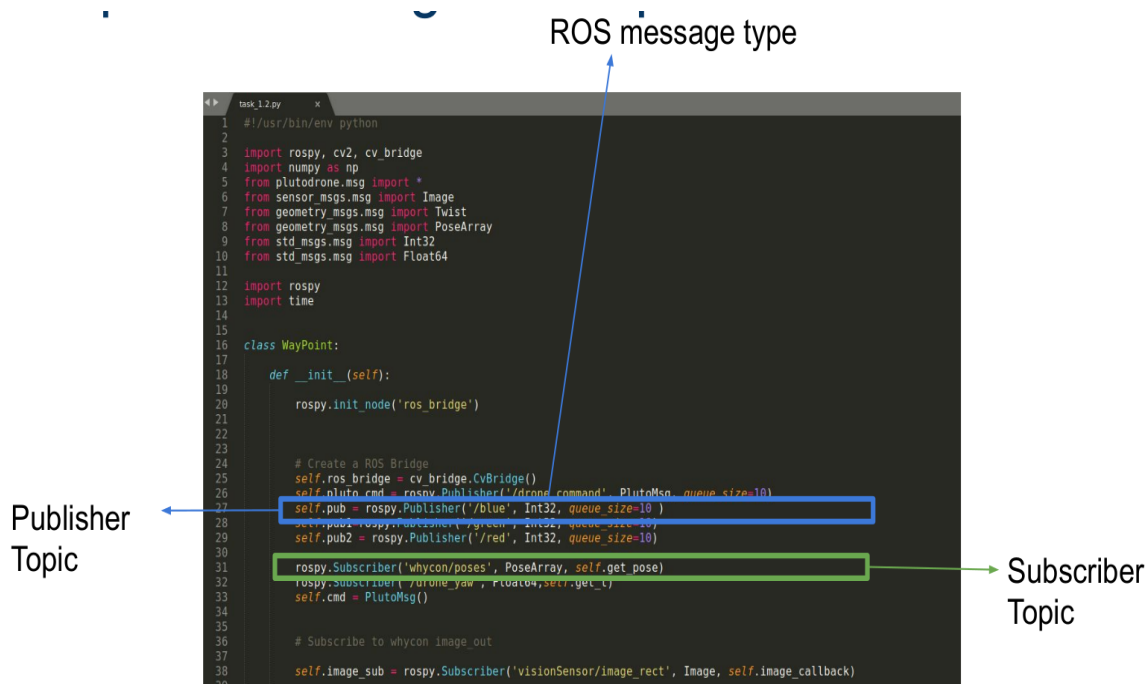 ROS message type
task_1.2.py x
1 #!/usr/bin/env python
2
3 import rospy, cv2, cv_bridge
4 import numpy as np
5 from plutodrone.msg import *
6 from sensor_msgs.msg import Image
7 from geometry_msgs.msg import Twist
8 from geometry_msgs.msg import PoseArray
9 from std_msgs.msg import Int32
10 from std_msgs.msg import Float64
11
12 import rospy
13 import time
14
15
16 class WayPoint:
17
18 def __init__(self):
19
20 rospy.init_node('ros_bridge')
21
22
23
24 # Create a ROS Bridge
25 self.ros_bridge = cv_bridge.CvBridge()
26 self.pluto_cmd = rospy.Publisher('/drone_command', PlutoMsg, queue_size=10)
27 self.pub = rospy.Publisher('/blue', Int32, queue_size=10 )
28 self.pub1=rospy.Publisher('/green', Int32, queue_size=10)
29 self.pub2 = rospy.Publisher('/red', Int32, queue_size=10)
30
31 rospy.Subscriber('whycon/poses', PoseArray, self.get_pose)
32 rospy.Subscriber('/drone_yaw', Float64,self.get_t)
33 self.cmd = PlutoMsg()
34
35
36 # Subscribe to whycon image_out
37
38 self.image_sub = rospy.Subscriber('visionSensor/image_rect', Image, self.image_callback)
Publisher
Topic
Subscriber
Topic